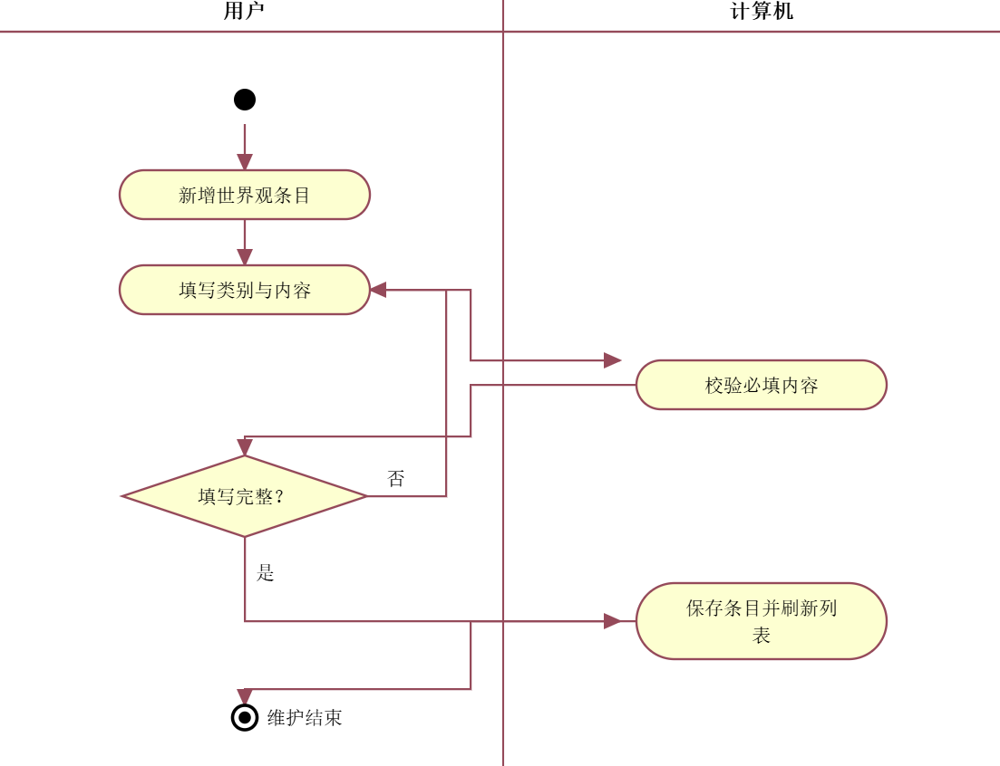 用户
计算机
新增世界观条目
填写类别与内容
校验必填内容
填写完整？
否
是
保存条目并刷新列
表
维护结束